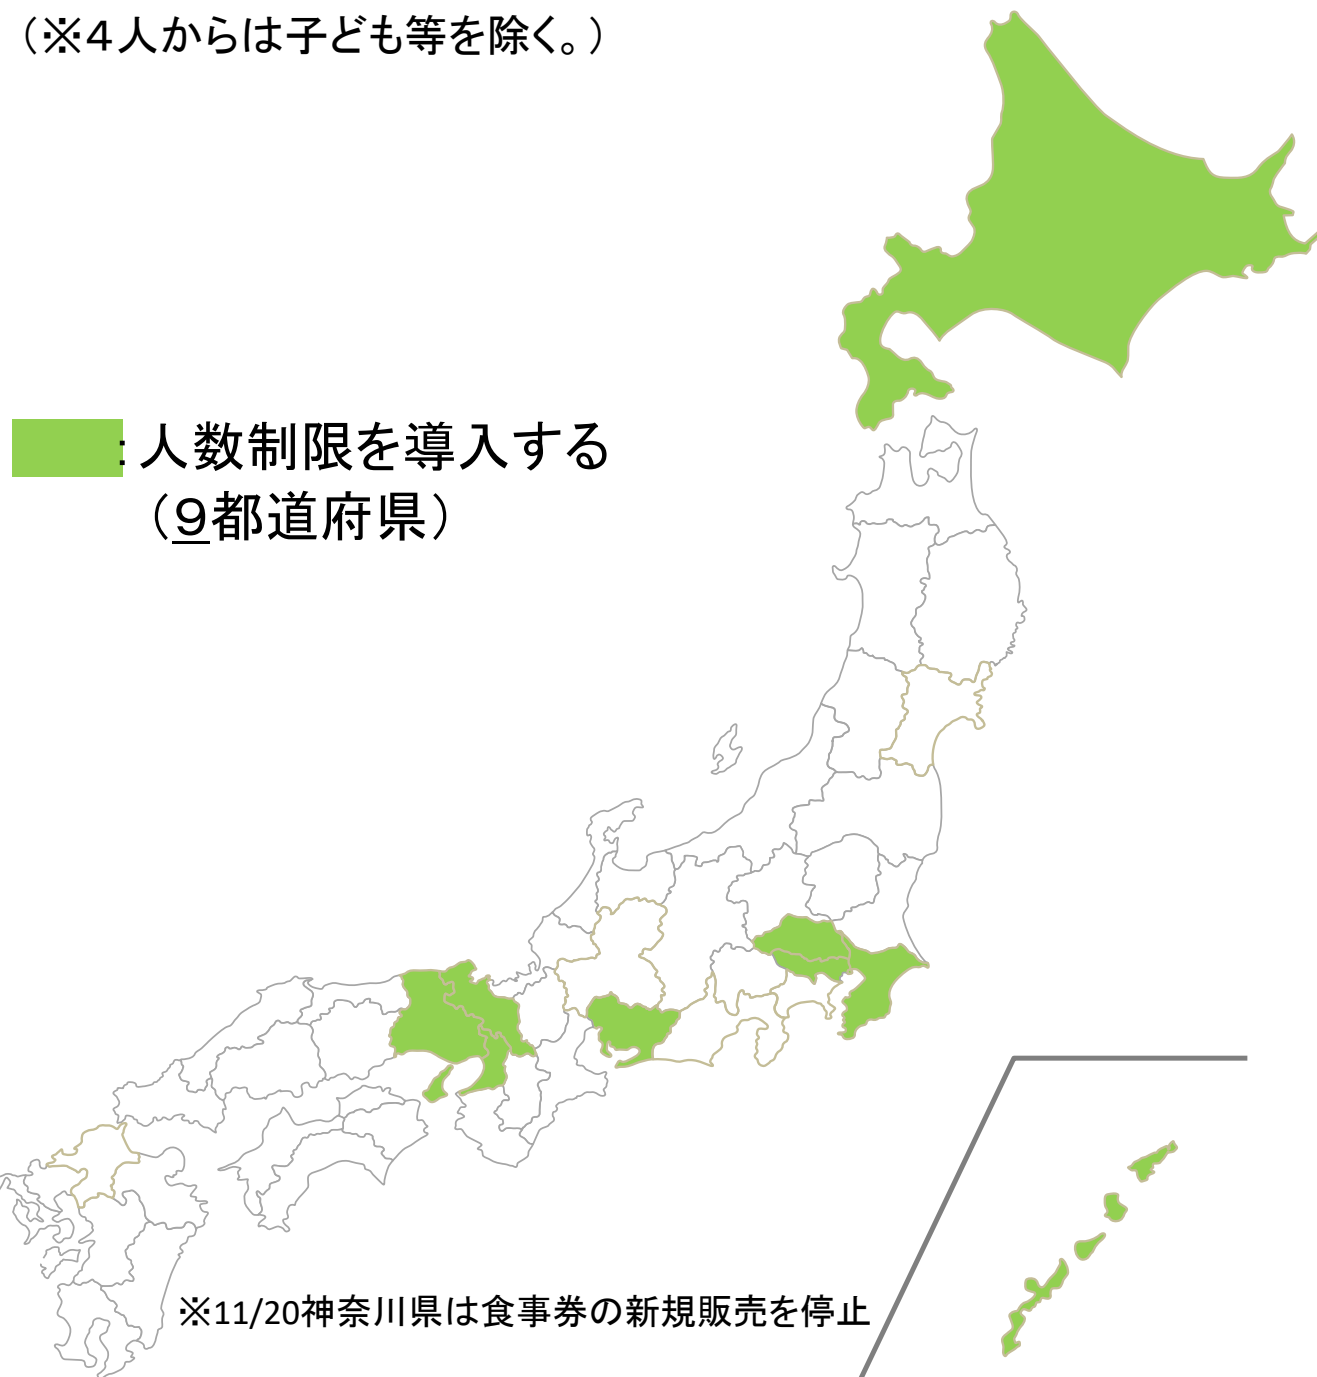 （※４人からは子ども等を除く。）
：人数制限を導入する
（９都道府県）
※11/20神奈川県は食事券の新規販売を停止